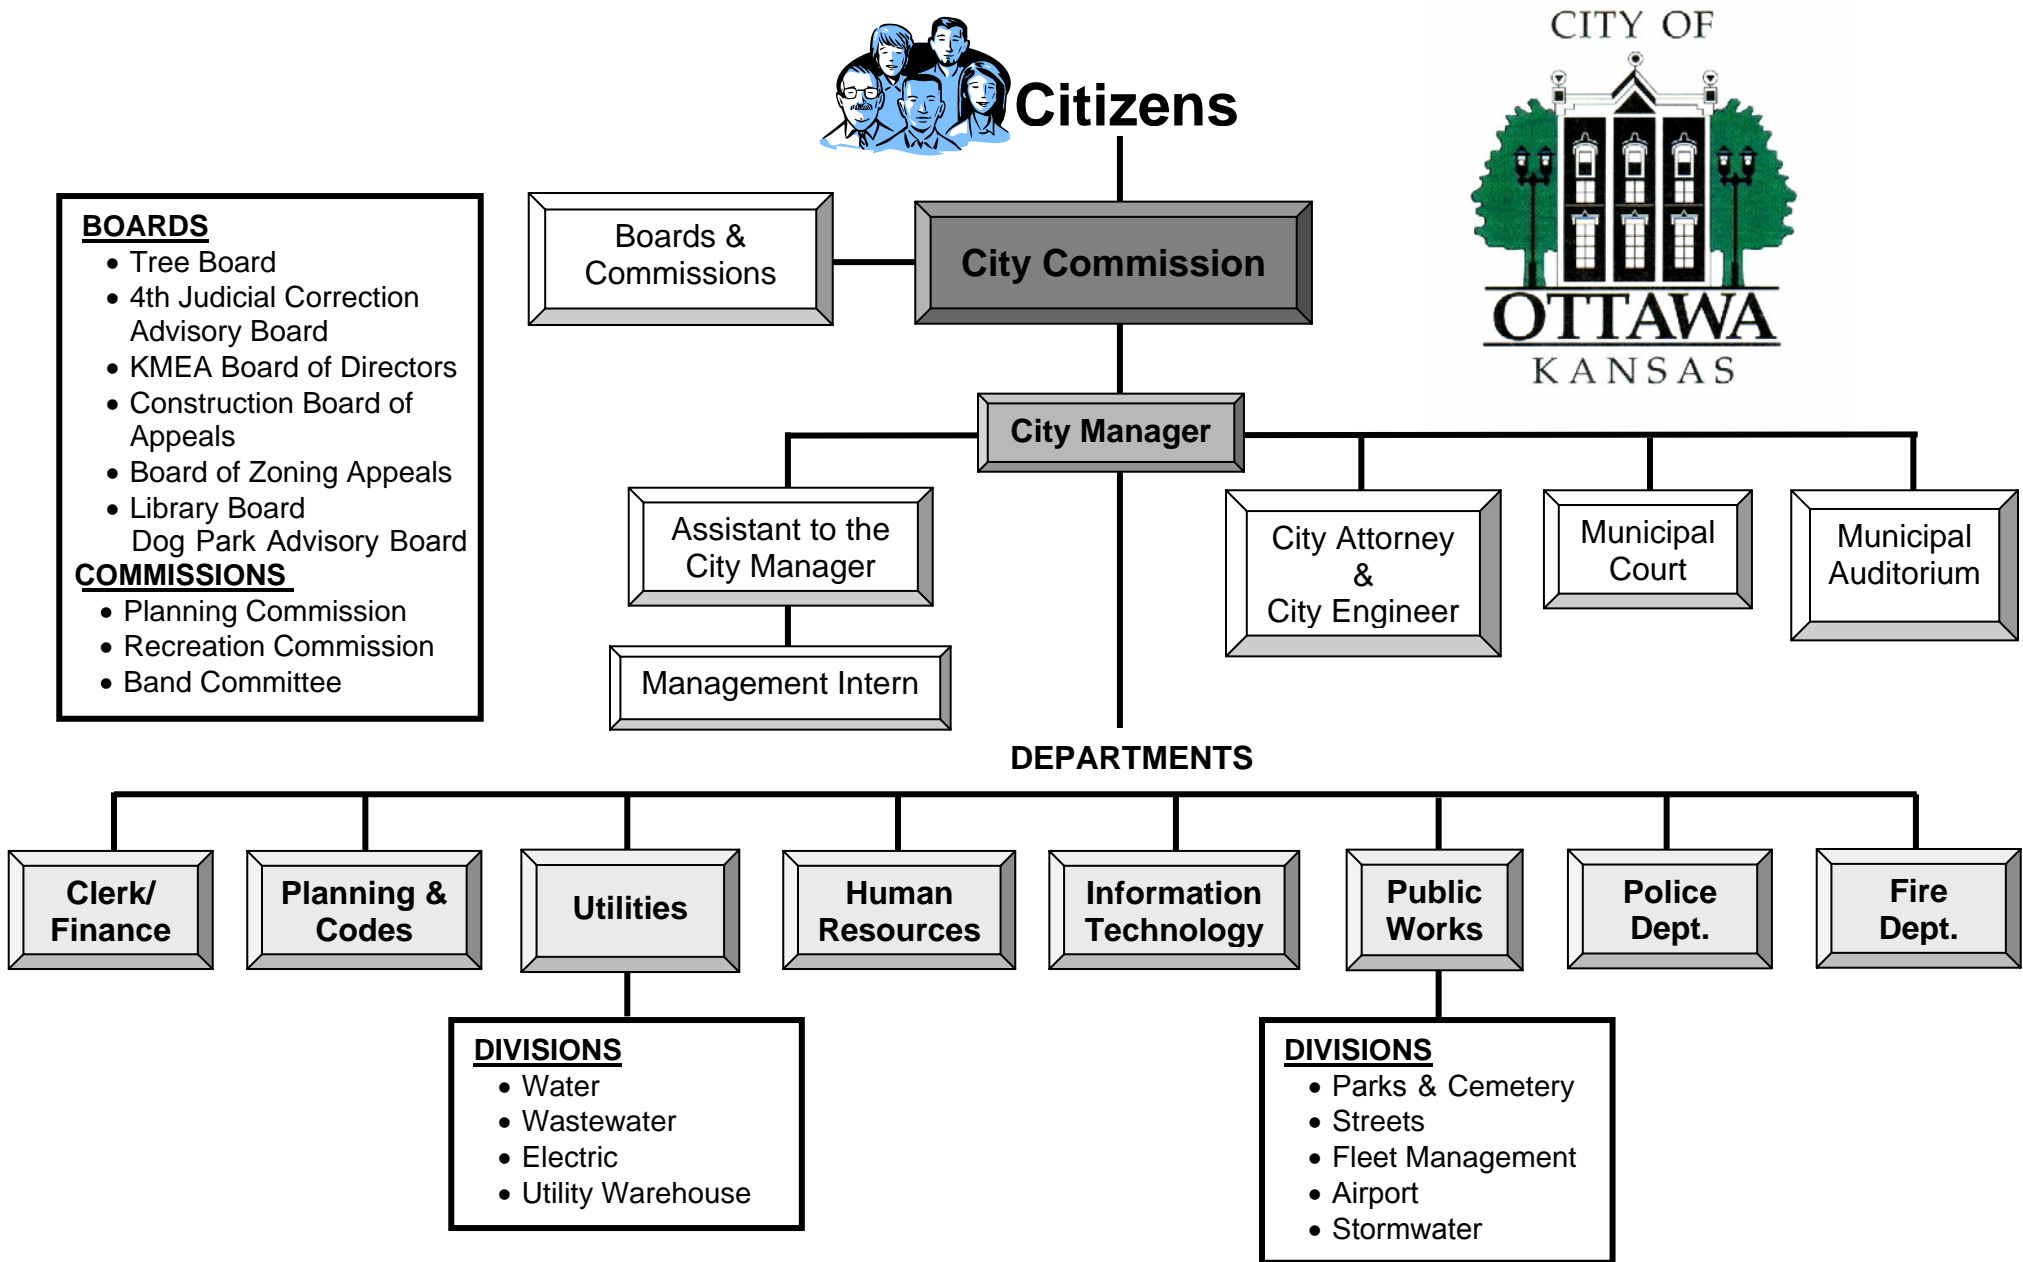 CITY OF
OTTAWA
KANSAS
Citizens
BOARDS
• Tree Board
• 4th Judicial Correction
Advisory Board
• KMEA Board of Directors
• Construction Board of
Appeals
• Board of Zoning Appeals
• Library Board
Dog Park Advisory Board
COMMISSIONS
• Planning Commission
• Recreation Commission
• Band Committee
Boards &
Commissions
City Commission
City Manager
Assistant to the
City Manager
Management Intern
City Attorney
&
City Engineer
Municipal
Court
Municipal
Auditorium
DEPARTMENTS
Clerk/
Finance
Planning &
Codes
Utilities
Human
Resources
Information
Technology
Public
Works
Police
Dept.
Fire
Dept.
DIVISIONS
• Water
• Wastewater
• Electric
• Utility Warehouse
DIVISIONS
• Parks & Cemetery
• Streets
• Fleet Management
• Airport
• Stormwater